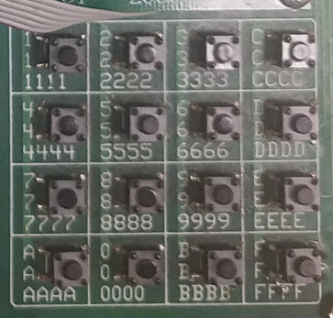 1 2 3 C
1 2 3 C
1111 2222 3333 CCCC
4 5 6 D
4 5 6 D
4444 5555 6666 DDDD
7 8 9 E
7 8 9 E
7777 8888 9999 EEEE
A 0 B F
A 0 B F
AAAA 0000 BBBB FFFF